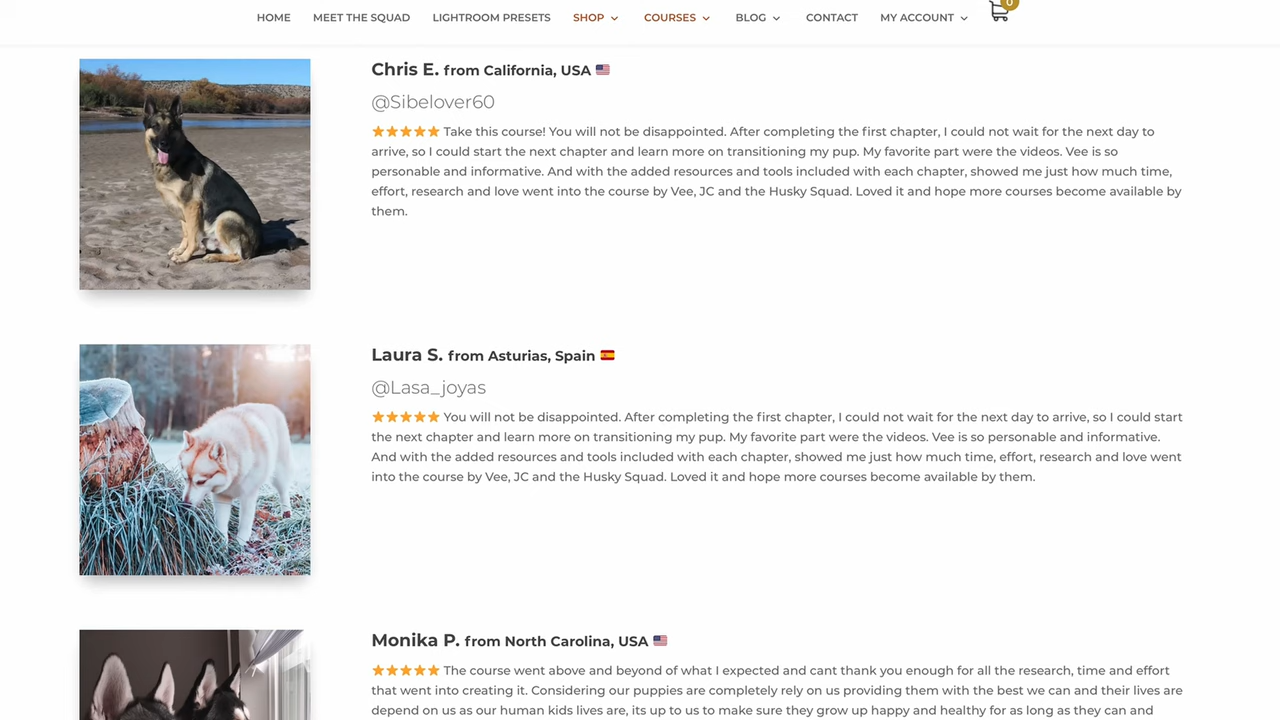 HOME MEET THE SQUAD LIGHTROOM PRESETS SHOP COURSES BLOG CONTACT MY ACCOUNT 0
Chris E. from California, USA
@Sibelover60
Take this course! You will not be disappointed. After completing the first chapter, I could not wait for the next day to
arrive, so I could start the next chapter and learn more on transitioning my pup. My favorite part were the videos. Vee is so
personable and informative. And with the added resources and tools included with each chapter, showed me just how much time,
effort, research and love went into the course by Vee, JC and the Husky Squad. Loved it and hope more courses become available by
them.
Laura S. from Asturias, Spain
@Lasa_joyas
You will not be disappointed. After completing the first chapter, I could not wait for the next day to arrive, so I could start
the next chapter and learn more on transitioning my pup. My favorite part were the videos. Vee is so personable and informative.
And with the added resources and tools included with each chapter, showed me just how much time, effort, research and love went
into the course by Vee, JC and the Husky Squad. Loved it and hope more courses become available by them.
Monika P. from North Carolina, USA
The course went above and beyond of what I expected and cant thank you enough for all the research, time and effort
that went into creating it. Considering our puppies are completely rely on us providing them with the best we can and their lives are
depend on us as our human kids lives are, its up to us to make sure they grow up happy and healthy for as long as they can and